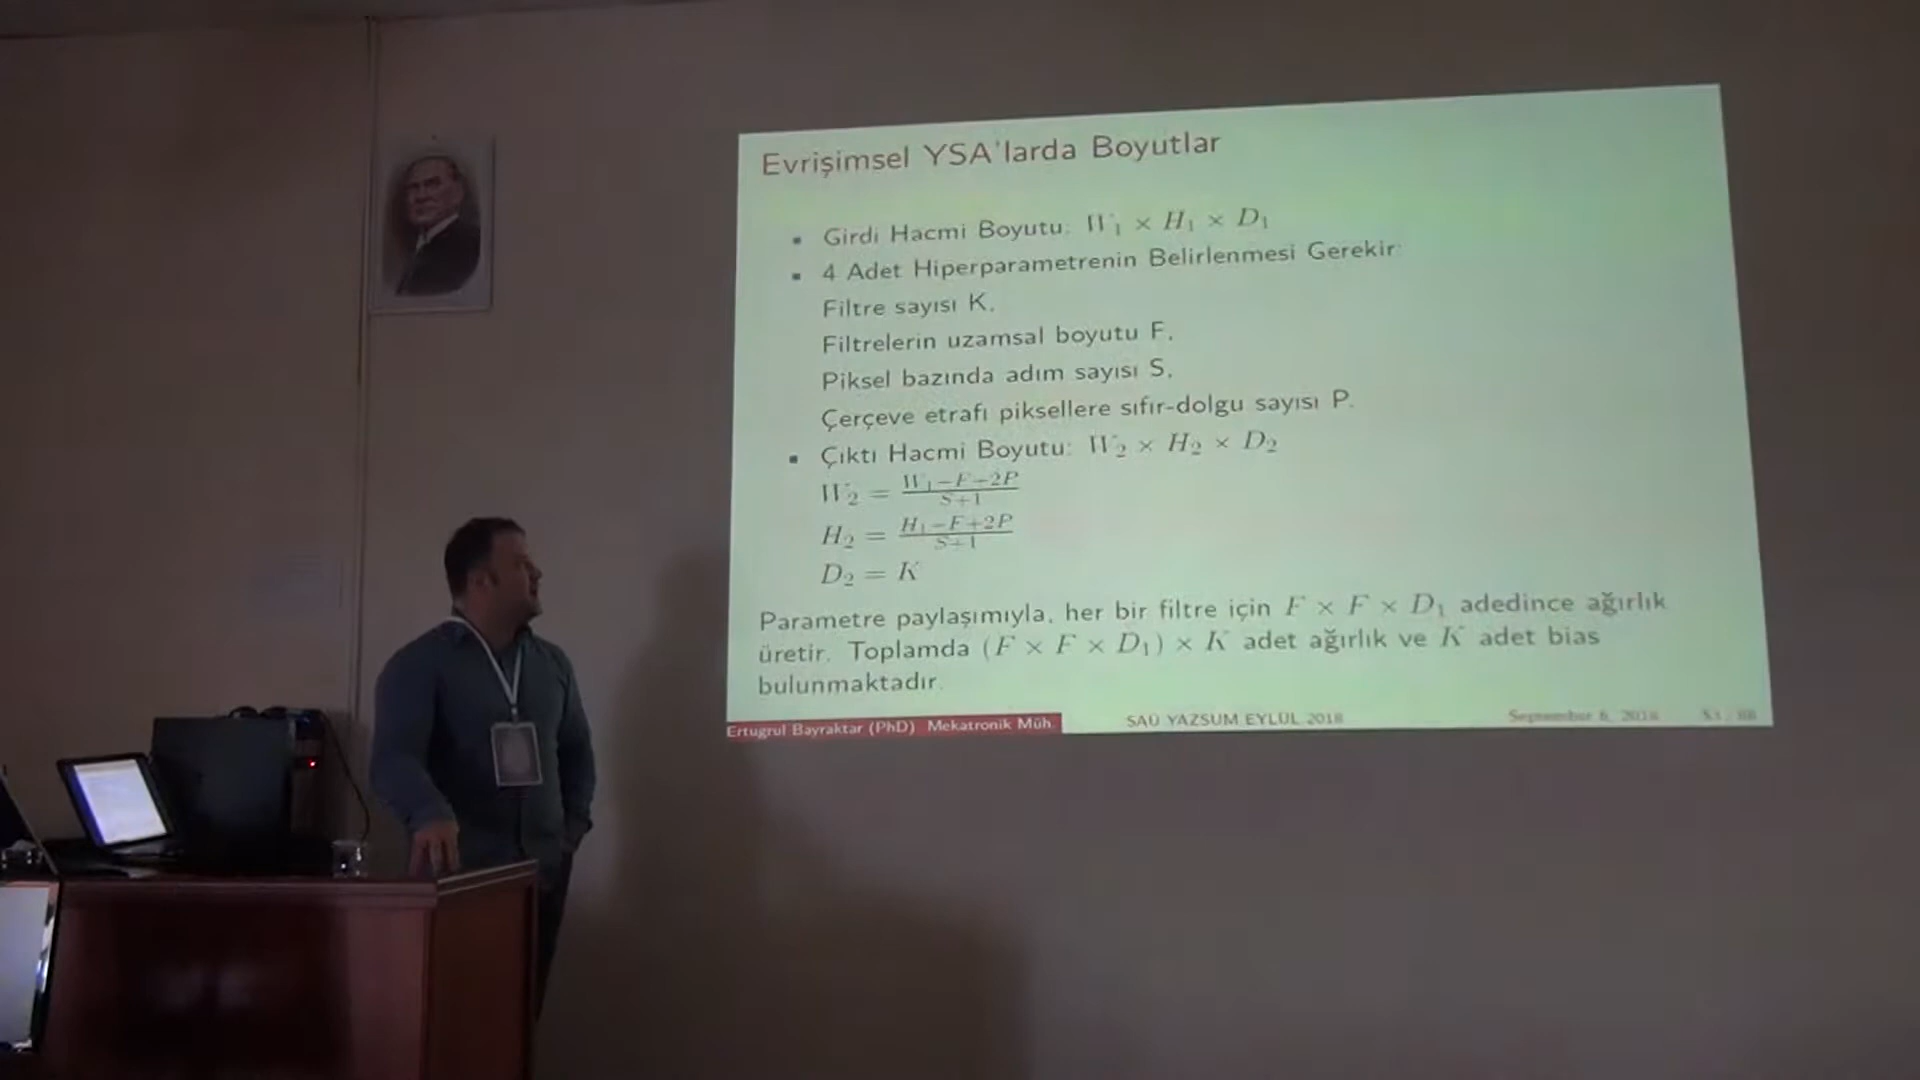 Evrişimsel YSA'larda Boyutlar
▪ Girdi Hacmi Boyutu: W₁ × H₁ × D₁
▪ 4 Adet Hiperparametrenin Belirlenmesi Gerekir:
Filtre sayısı K,
Filtrelerin uzamsal boyutu F,
Piksel bazında adım sayısı S,
Çerçeve etrafı piksellere sıfır-dolgu sayısı P.
▪ Çıktı Hacmi Boyutu: W₂ × H₂ × D₂
W₂ = (W₁−F+2P)/(S+1)
H₂ = (H₁−F+2P)/(S+1)
D₂ = K
Parametre paylaşımıyla, her bir filtre için F × F × D₁ adedince ağırlık
üretir. Toplamda (F × F × D₁) × K adet ağırlık ve K adet bias
bulunmaktadır.
Ertugrul Bayraktar (PhD) Mekatronik Müh. SAÜ YAZSUM EYLÜL 2018 September 6, 2018